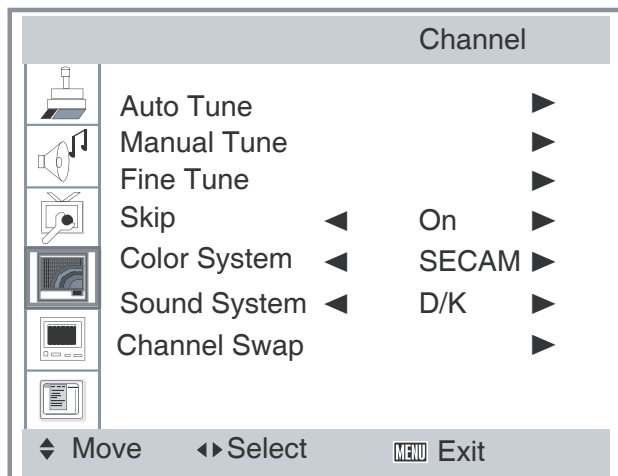 Channel
Auto Tune
Manual Tune
Fine Tune
Skip On
Color System SECAM
Sound System D/K
Channel Swap
Move Select MENU Exit